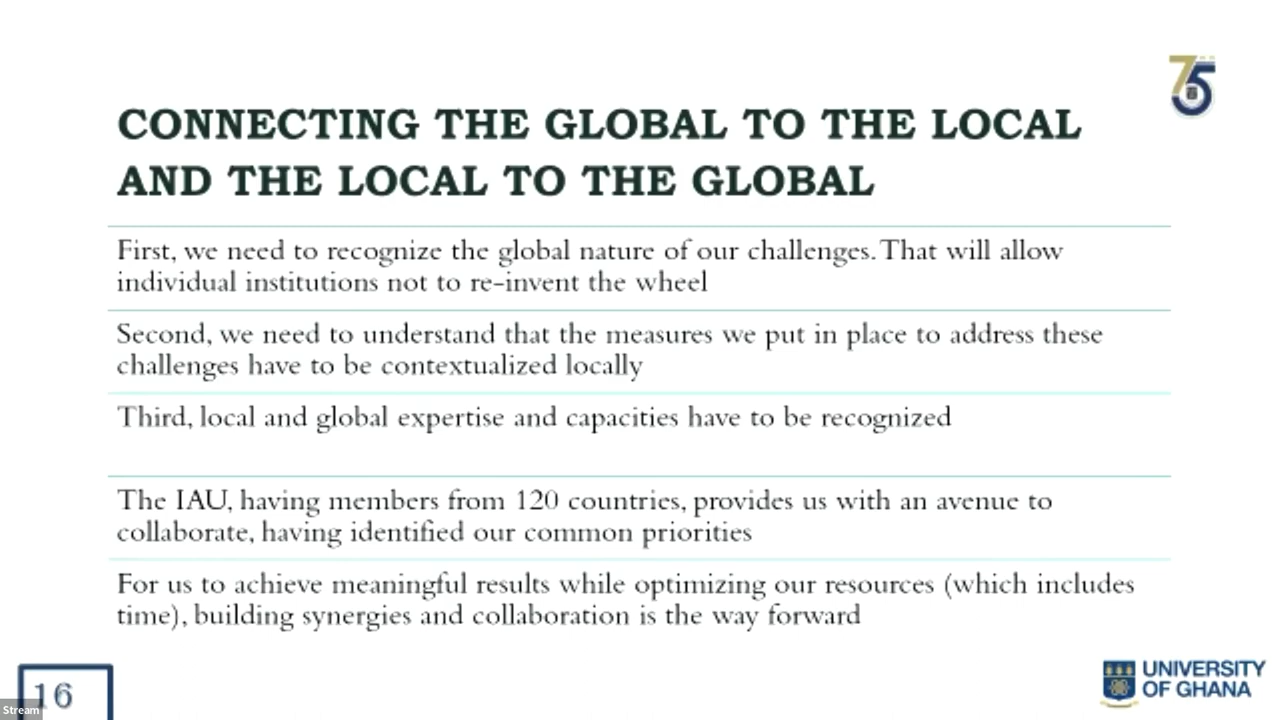 75
CONNECTING THE GLOBAL TO THE LOCAL
AND THE LOCAL TO THE GLOBAL
First, we need to recognize the global nature of our challenges. That will allow
individual institutions not to re-invent the wheel
Second, we need to understand that the measures we put in place to address these
challenges have to be contextualized locally
Third, local and global expertise and capacities have to be recognized
The IAU, having members from 120 countries, provides us with an avenue to
collaborate, having identified our common priorities
For us to achieve meaningful results while optimizing our resources (which includes
time), building synergies and collaboration is the way forward
16
Stream
UNIVERSITY
OF GHANA